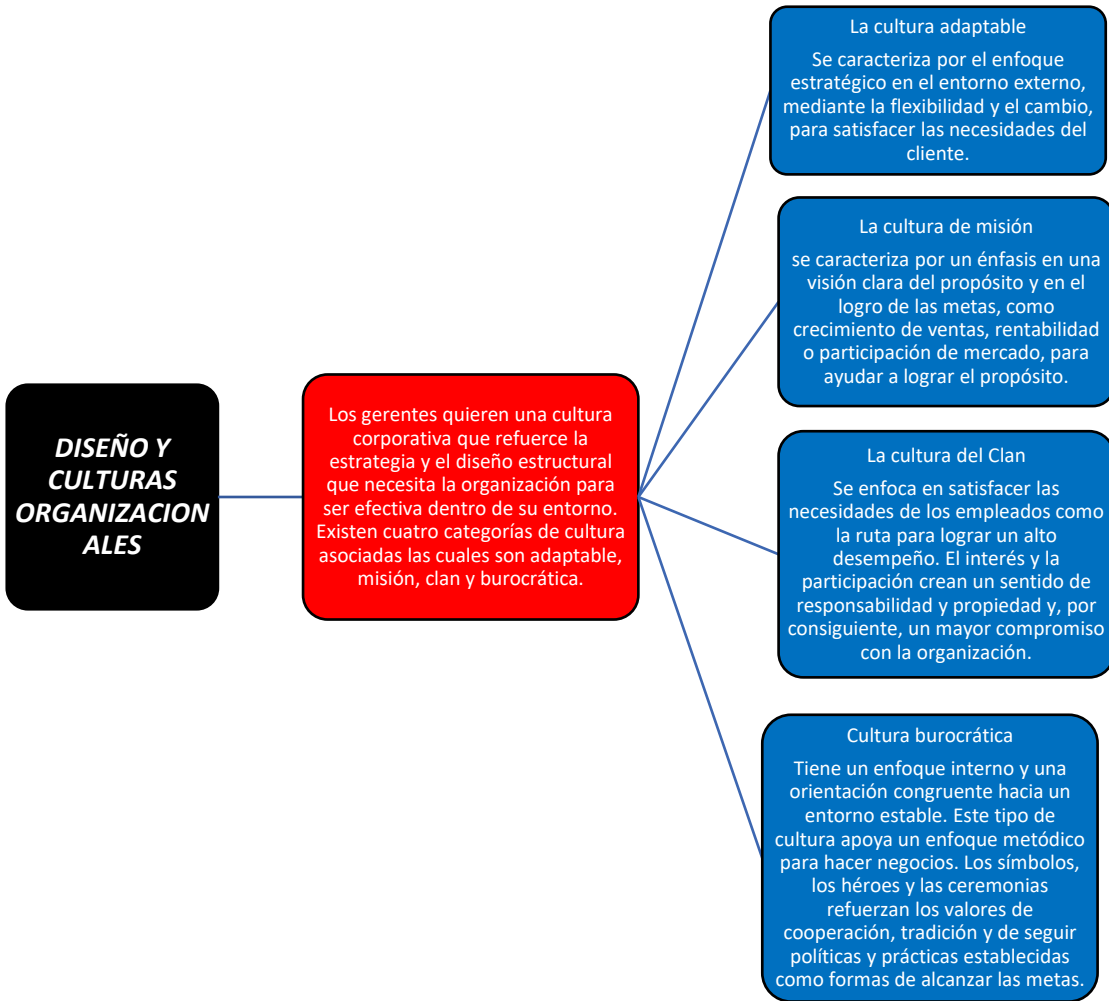 DISEÑO Y
CULTURAS
ORGANIZACION
ALES
Los gerentes quieren una cultura
corporativa que refuerce la
estrategia y el diseño estructural
que necesita la organización para
ser efectiva dentro de su entorno.
Existen cuatro categorías de cultura
asociadas las cuales son adaptable,
misión, clan y burocrática.
La cultura adaptable
Se caracteriza por el enfoque
estratégico en el entorno externo,
mediante la flexibilidad y el cambio,
para satisfacer las necesidades del
cliente.
La cultura de misión
se caracteriza por un énfasis en una
visión clara del propósito y en el
logro de las metas, como
crecimiento de ventas, rentabilidad
o participación de mercado, para
ayudar a lograr el propósito.
La cultura del Clan
Se enfoca en satisfacer las
necesidades de los empleados como
la ruta para lograr un alto
desempeño. El interés y la
participación crean un sentido de
responsabilidad y propiedad y, por
consiguiente, un mayor compromiso
con la organización.
Cultura burocrática
Tiene un enfoque interno y una
orientación congruente hacia un
entorno estable. Este tipo de
cultura apoya un enfoque metódico
para hacer negocios. Los símbolos,
los héroes y las ceremonias
refuerzan los valores de
cooperación, tradición y de seguir
políticas y prácticas establecidas
como formas de alcanzar las metas.